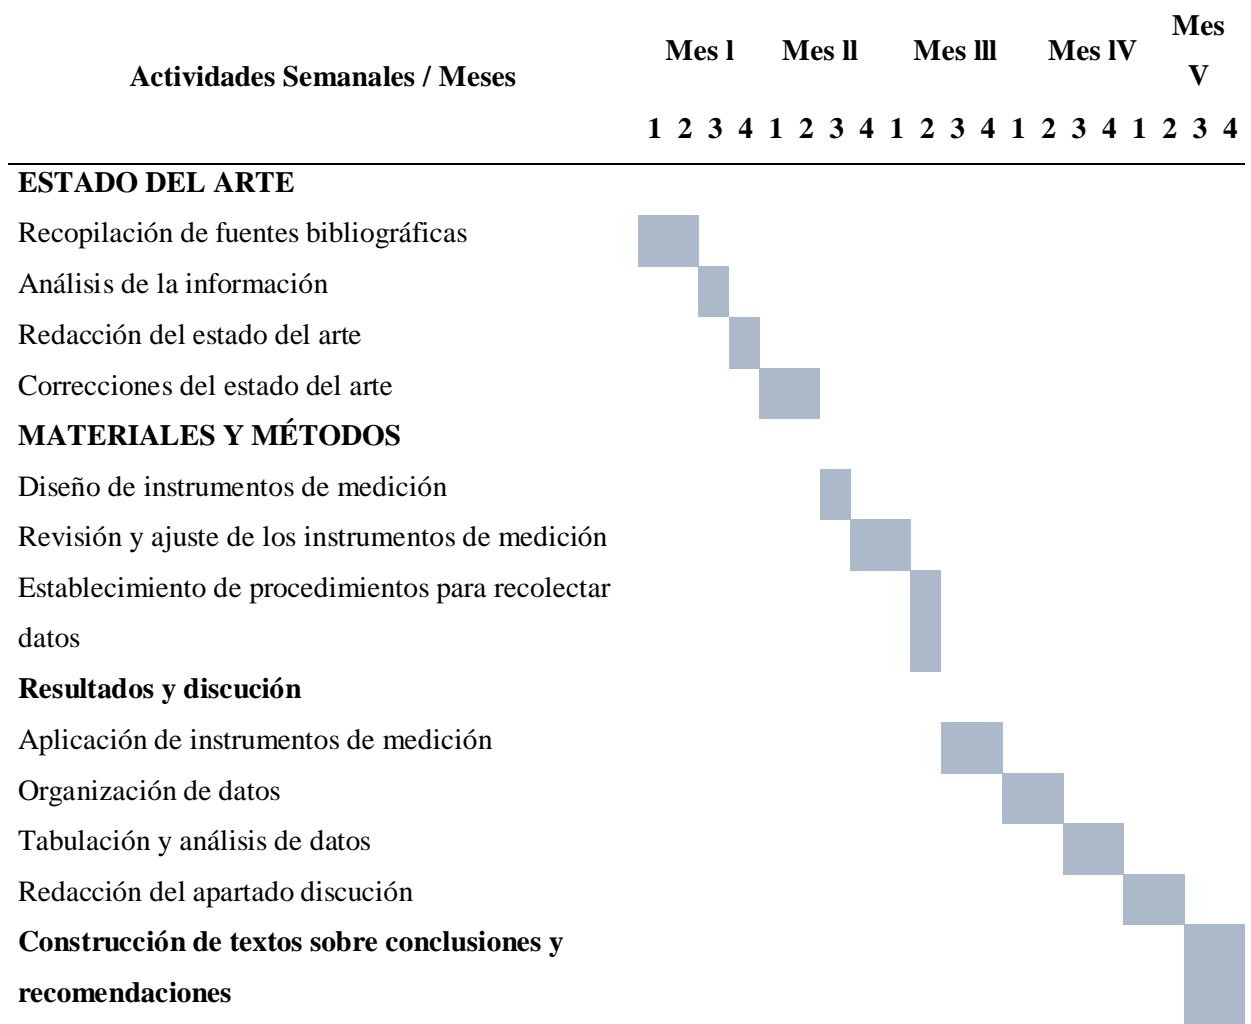 Actividades Semanales / Meses
Mes l Mes ll Mes lll Mes lV Mes
V
1 2 3 4 1 2 3 4 1 2 3 4 1 2 3 4 1 2 3 4
ESTADO DEL ARTE
Recopilación de fuentes bibliográficas
Análisis de la información
Redacción del estado del arte
Correcciones del estado del arte
MATERIALES Y MÉTODOS
Diseño de instrumentos de medición
Revisión y ajuste de los instrumentos de medición
Establecimiento de procedimientos para recolectar
datos
Resultados y discución
Aplicación de instrumentos de medición
Organización de datos
Tabulación y análisis de datos
Redacción del apartado discución
Construcción de textos sobre conclusiones y
recomendaciones